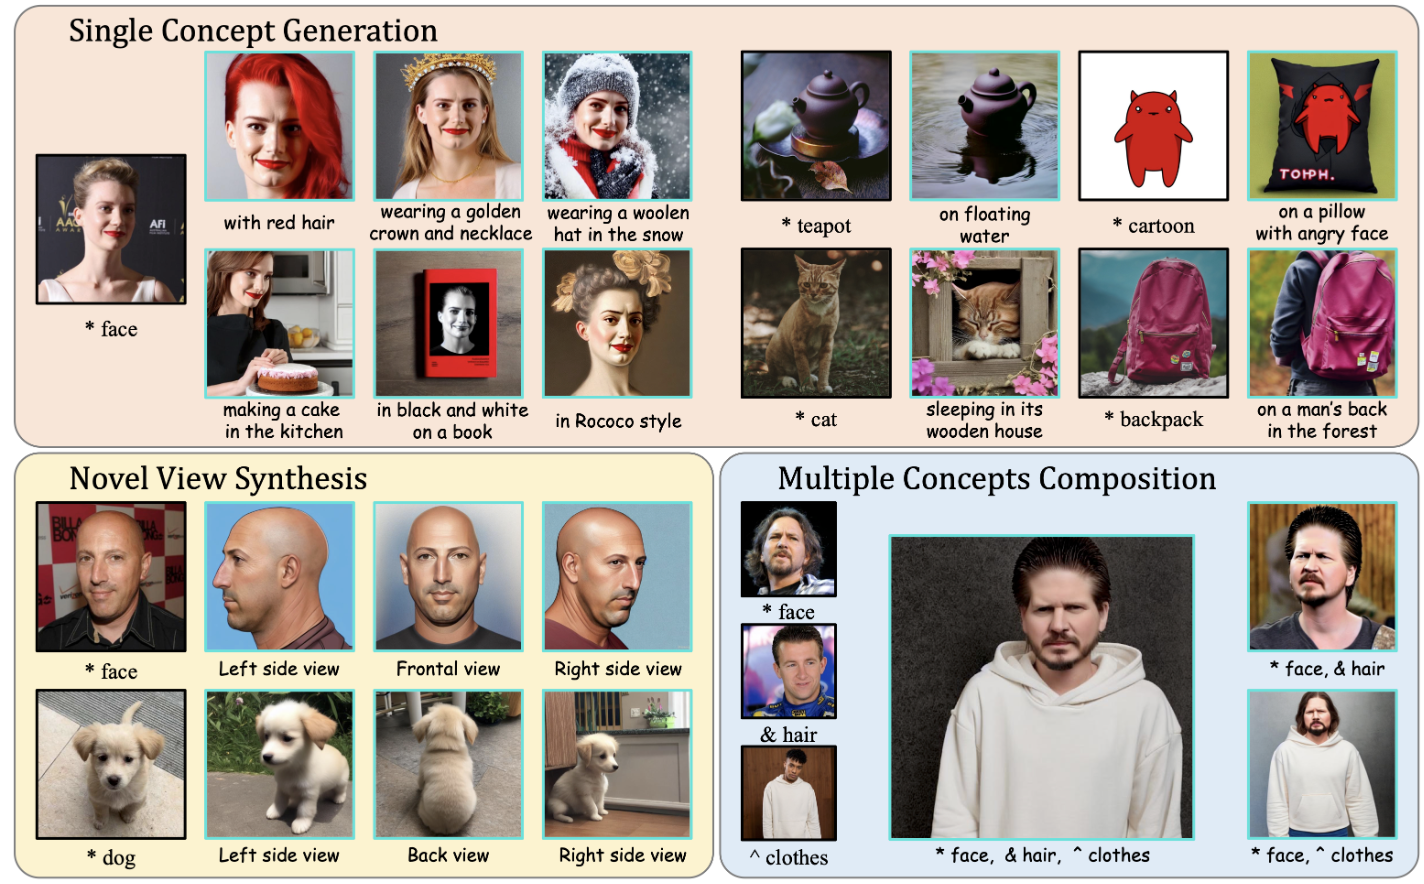 Single Concept Generation
* face
with red hair
wearing a golden
crown and necklace
wearing a woolen
hat in the snow
making a cake
in the kitchen
in black and white
on a book
in Rococo style
* teapot
on floating
water
* cartoon
TOPH.
on a pillow
with angry face
* cat
sleeping in its
wooden house
* backpack
on a man's back
in the forest
AFI
Novel View Synthesis
* face
Left side view
Frontal view
Right side view
* dog
Left side view
Back view
Right side view
Multiple Concepts Composition
* face
& hair
^ clothes
* face, & hair, ^ clothes
* face, & hair
* face, ^ clothes